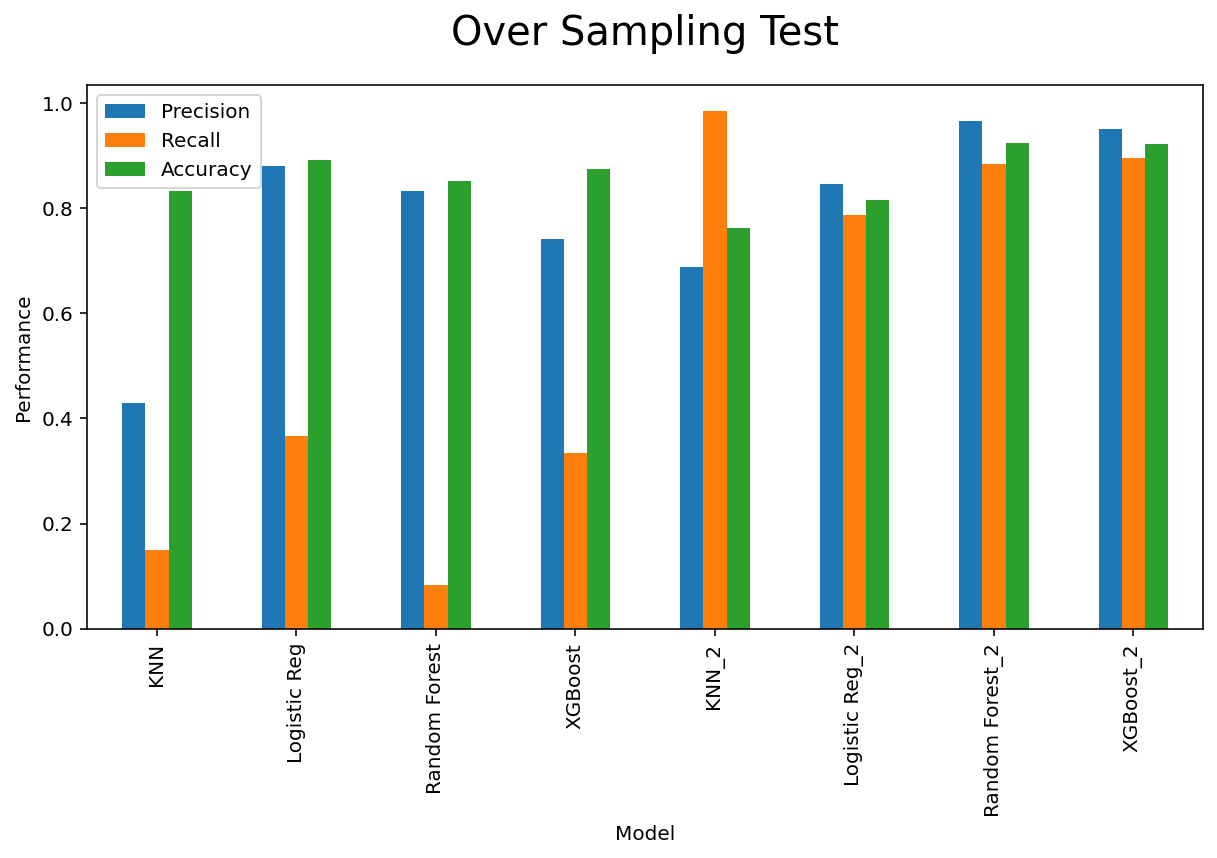 Over Sampling Test
Precision
Recall
Accuracy
1.0
0.8
0.6
0.4
0.2
0.0
Performance
KNN
Logistic Reg
Random Forest
XGBoost
KNN_2
Logistic Reg_2
Random Forest_2
XGBoost_2
Model